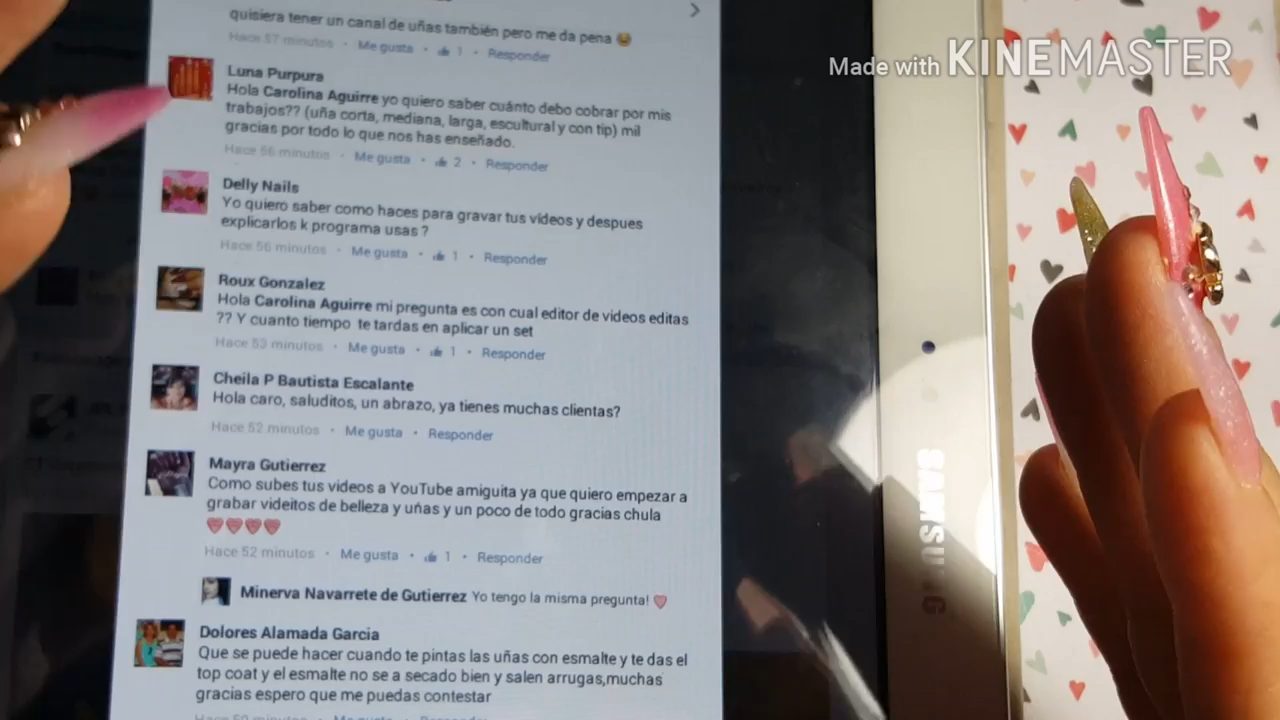 quisiera tener un canal de uñas también pero me da pena
Hace 57 minutos • Me gusta • 1 • Responder
Made with KINEMASTER
Luna Purpura
Hola Carolina Aguirre yo quiero saber cuánto debo cobrar por mis
trabajos?? (uña corta, mediana, larga, escultural y con tip) mil
gracias por todo lo que nos has enseñado.
Hace 56 minutos • Me gusta • 2 • Responder
Delly Nails
Yo quiero saber como haces para gravar tus vídeos y despues
explicarlos k programa usas ?
Hace 56 minutos • Me gusta • 1 • Responder
Roux Gonzalez
Hola Carolina Aguirre mi pregunta es con cual editor de videos editas
?? Y cuanto tiempo te tardas en aplicar un set
Hace 53 minutos • Me gusta • 1 • Responder
Cheila P Bautista Escalante
Hola caro, saluditos, un abrazo, ya tienes muchas clientas?
Hace 52 minutos • Me gusta • Responder
Mayra Gutierrez
Como subes tus videos a YouTube amiguita ya que quiero empezar a
grabar videitos de belleza y uñas y un poco de todo gracias chula
Hace 52 minutos • Me gusta • 1 • Responder
Minerva Navarrete de Gutierrez Yo tengo la misma pregunta!
Dolores Alamada Garcia
Que se puede hacer cuando te pintas las uñas con esmalte y te das el
top coat y el esmalte no se a secado bien y salen arrugas,muchas
gracias espero que me puedas contestar
SAMSUNG